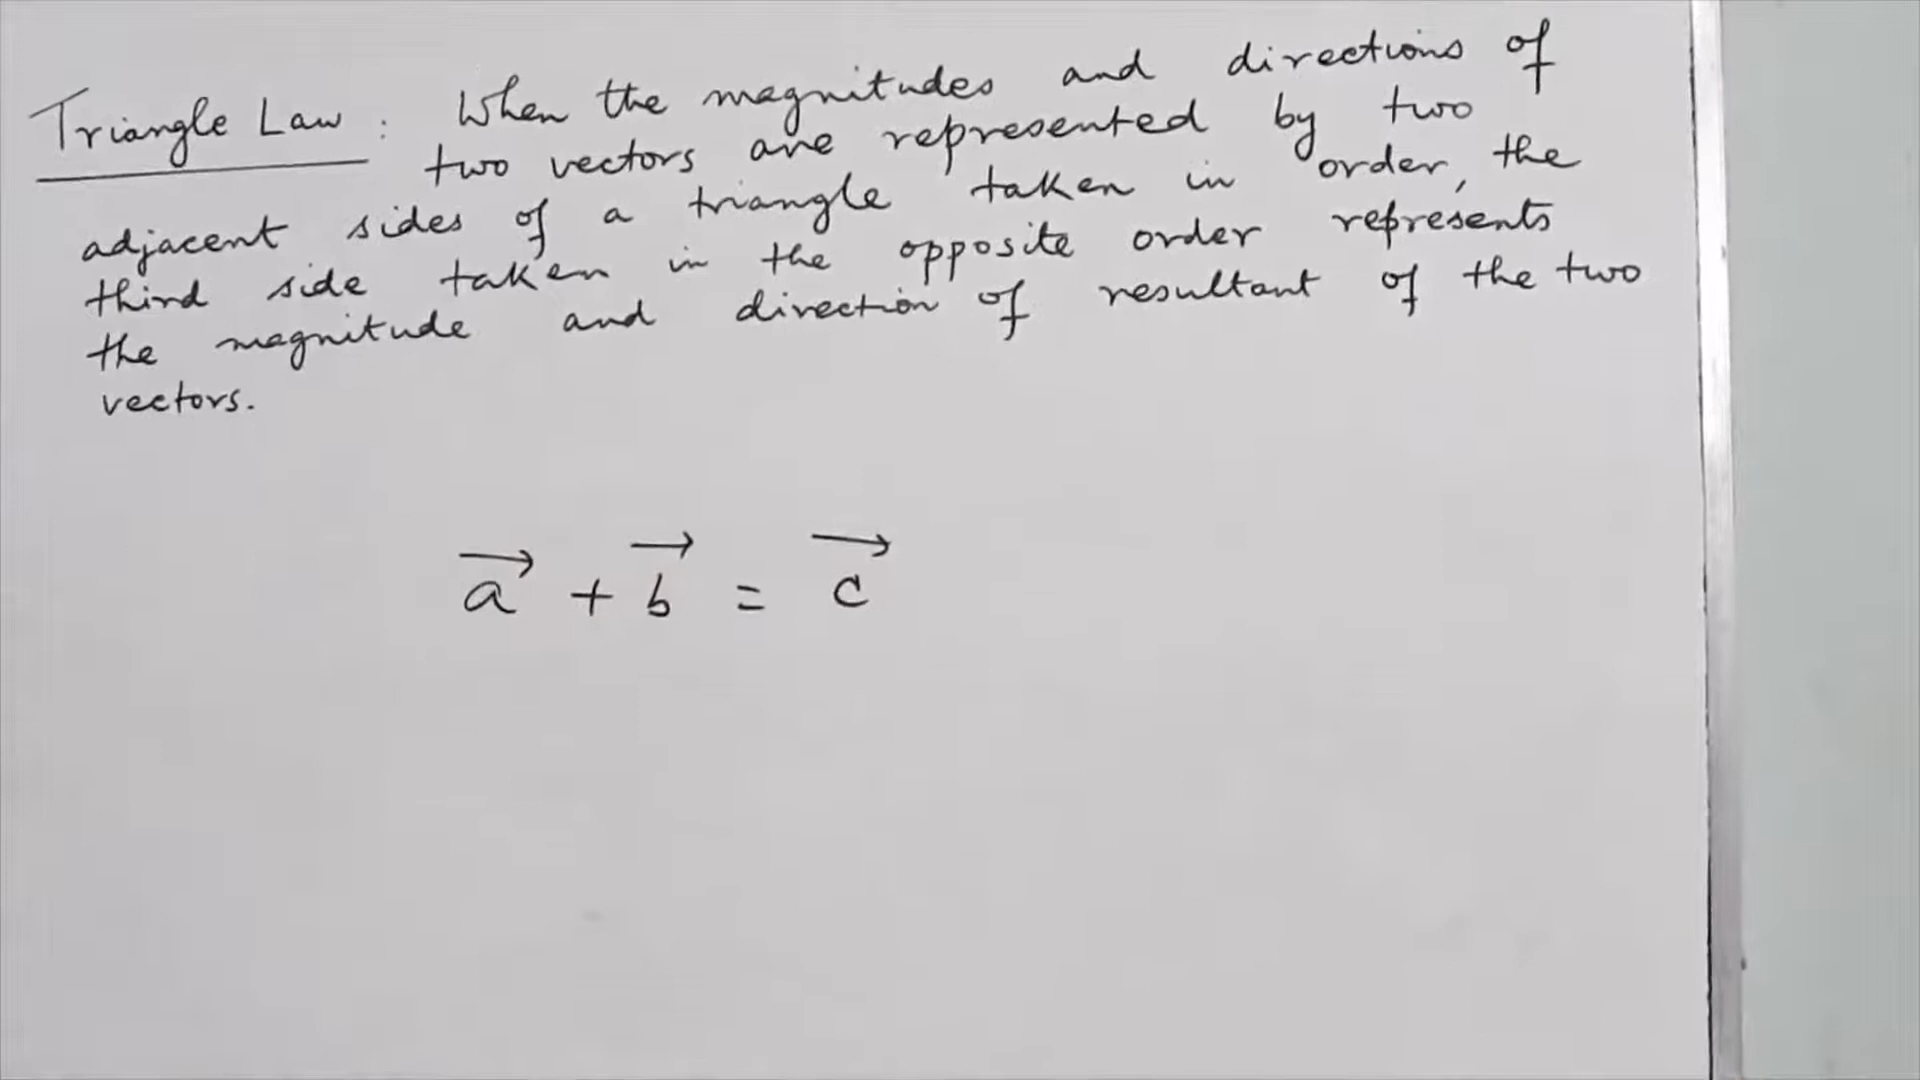 Triangle Law : When the magnitudes and directions of
two vectors are represented by two
adjacent sides of a triangle taken in order, the
third side taken in the opposite order represents
the magnitude and direction of resultant of the two
vectors.
a⃗ + b⃗ = c⃗